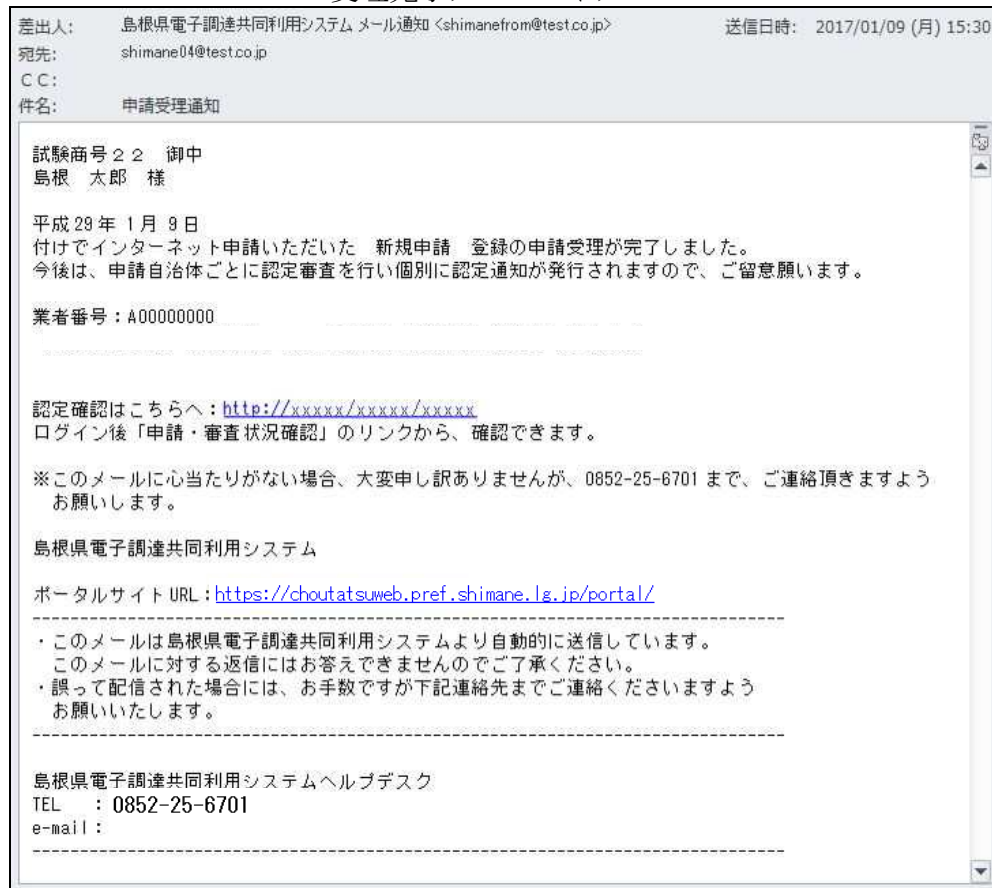 差出人: 島根県電子調達共同利用システム メール通知 <shimanefrom@test.co.jp> 送信日時: 2017/01/09 (月) 15:30
宛先: shimane04@test.co.jp
CC:
件名: 申請受理通知
試験商号22 御中
島根 太郎 様
平成29年 1月 9日
付けでインターネット申請いただいた 新規申請 登録の申請受理が完了しました。
今後は、申請自治体ごとに認定審査を行い個別に認定通知が発行されますので、ご留意願います。
業者番号:A00000000
認定確認はこちらへ:http://xxxxx/xxxxx/xxxxx
ログイン後「申請・審査状況確認」のリンクから、確認できます。
※このメールに心当たりがない場合、大変申し訳ありませんが、0852-25-6701 まで、ご連絡頂きますよう
お願いします。
島根県電子調達共同利用システム
ポータルサイト URL:https://choutatsuweb.pref.shimane.lg.jp/portal/
--------------------------------------------------------------------------------
・このメールは島根県電子調達共同利用システムより自動的に送信しています。
このメールに対する返信にはお答えできませんのでご了承ください。
・誤って配信された場合には、お手数ですが下記連絡先までご連絡くださいますよう
お願いいたします。
--------------------------------------------------------------------------------
島根県電子調達共同利用システムヘルプデスク
TEL :0852-25-6701
e-mail:
--------------------------------------------------------------------------------